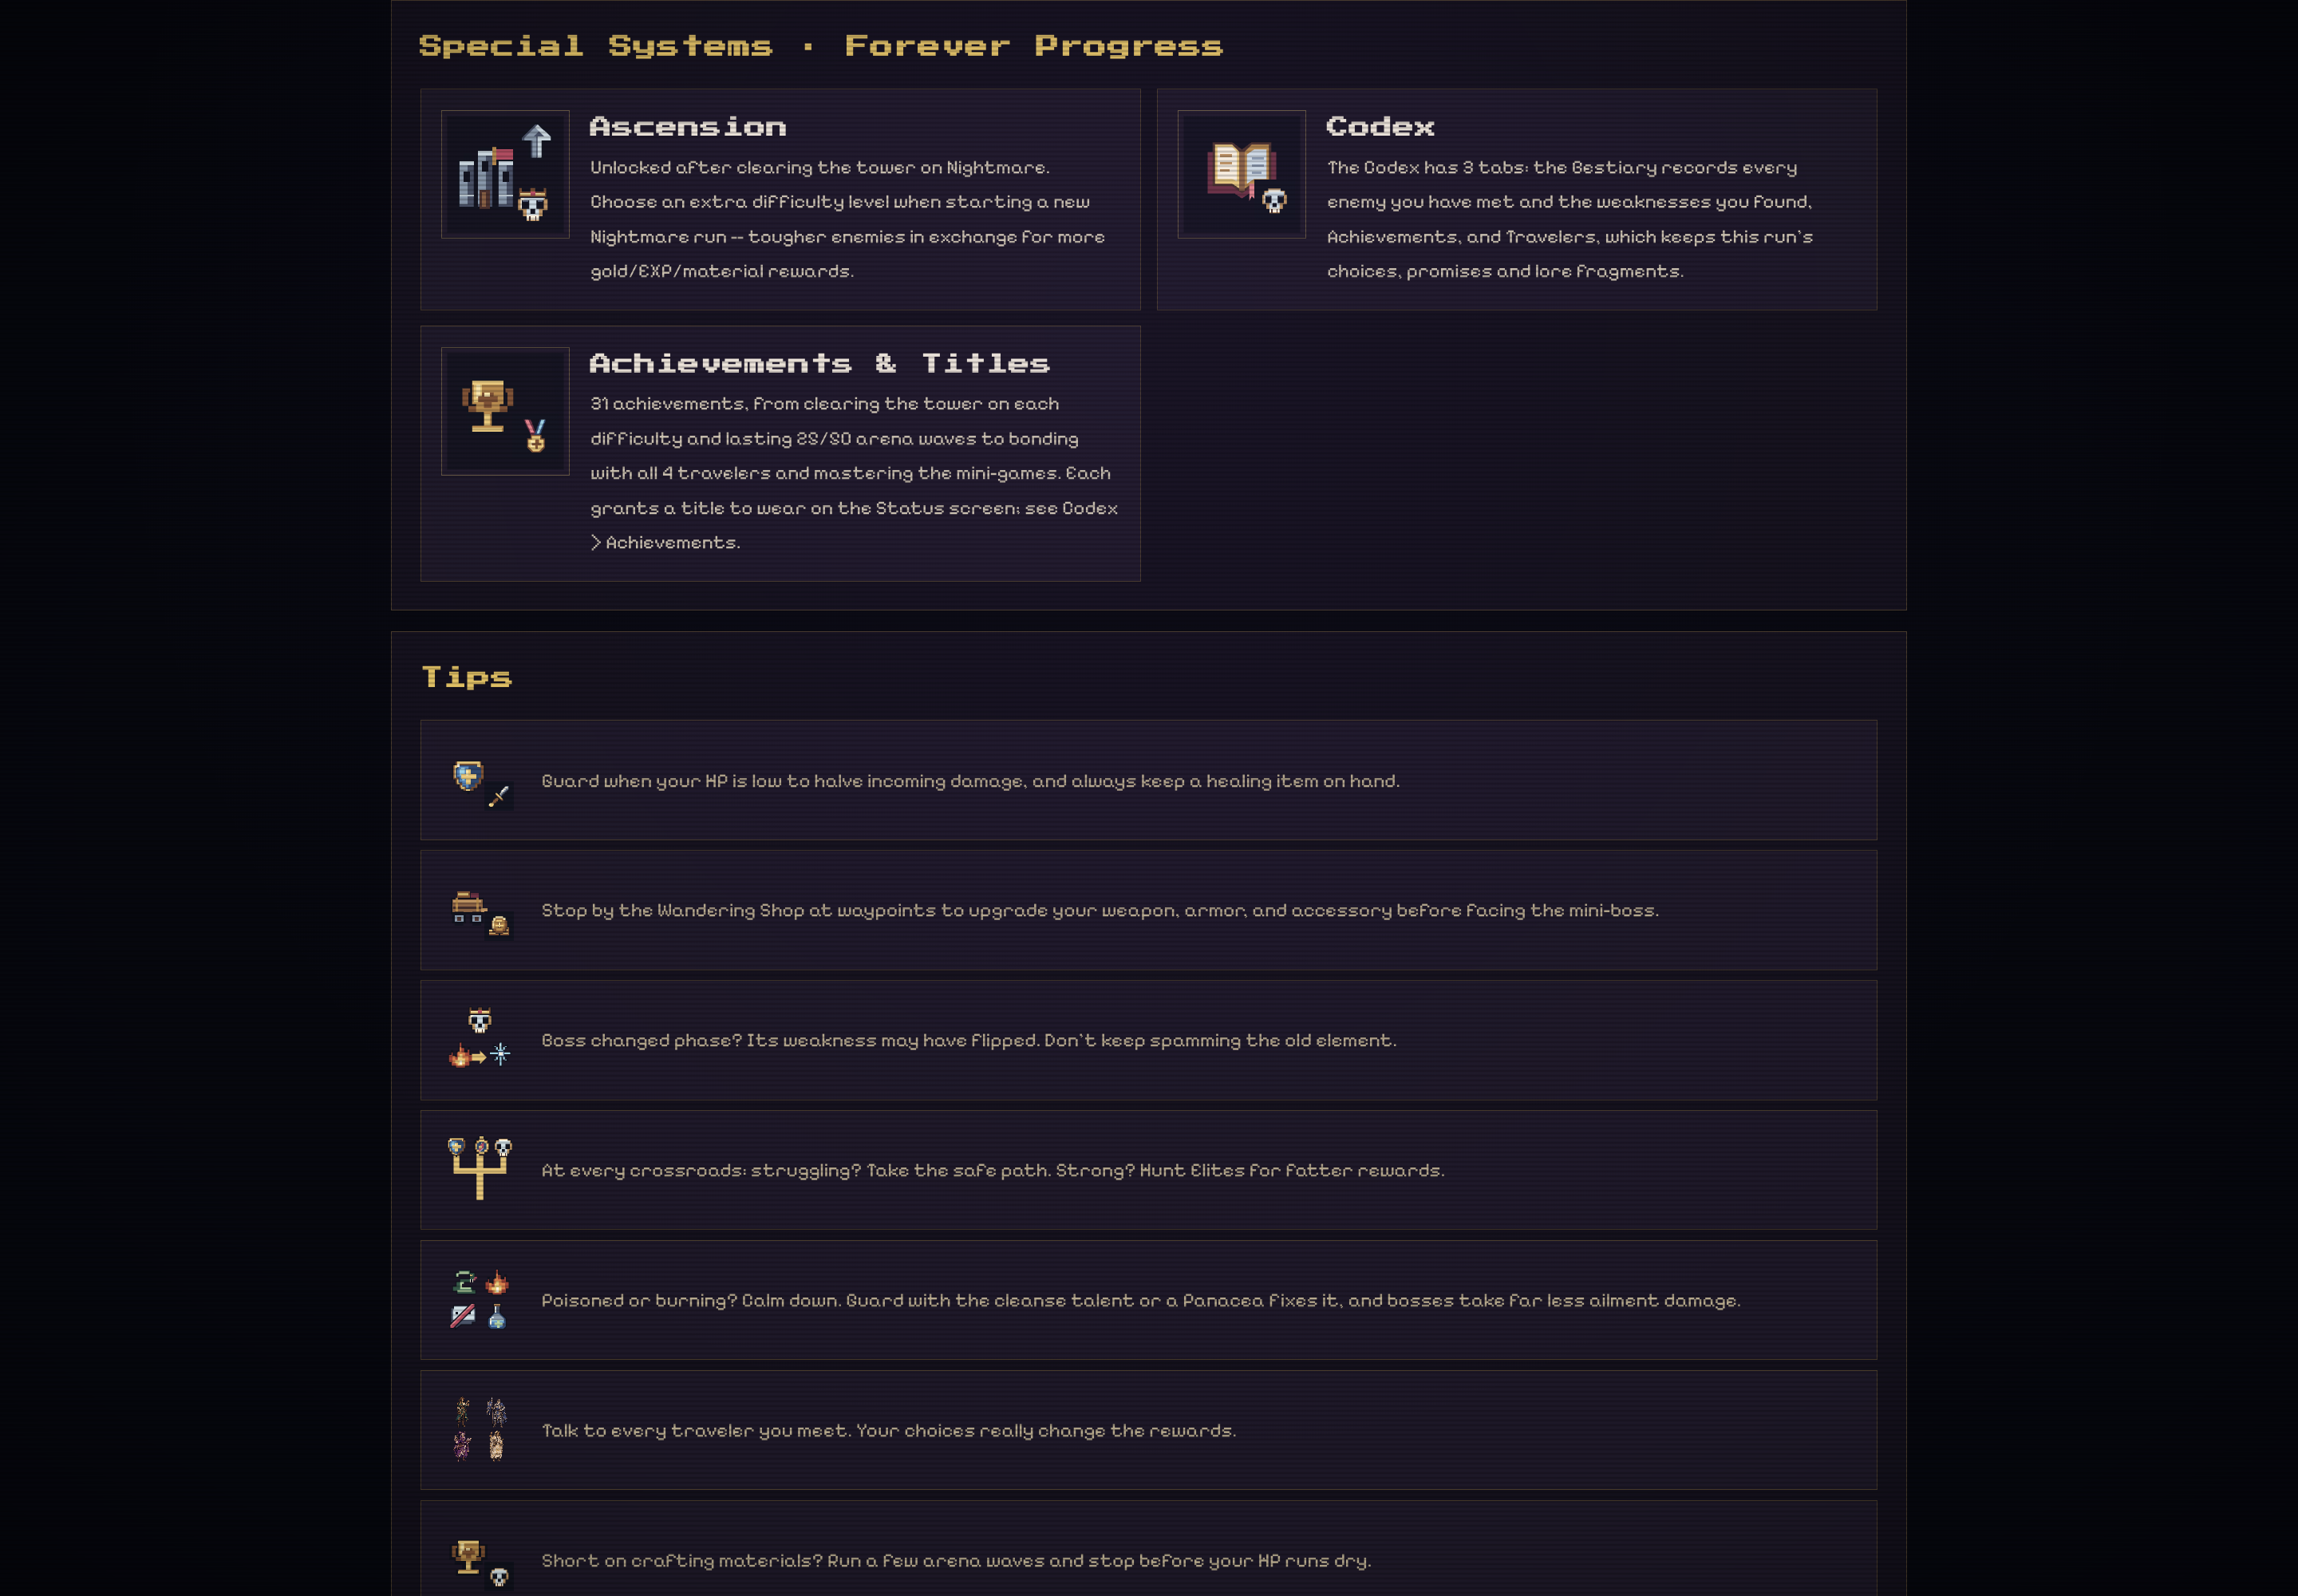 Special Systems · Forever Progress
Ascension
Unlocked after clearing the tower on Nightmare.
Choose an extra difficulty level when starting a new
Nightmare run -- tougher enemies in exchange for more
gold/EXP/material rewards.
Codex
The Codex has 3 tabs: the Bestiary records every
enemy you have met and the weaknesses you found,
Achievements, and Travelers, which keeps this run's
choices, promises and lore fragments.
Achievements & Titles
31 achievements, from clearing the tower on each
difficulty and lasting 25/50 arena waves to bonding
with all 4 travelers and mastering the mini-games. Each
grants a title to wear on the Status screen; see Codex
> Achievements.
Tips
Guard when your HP is low to halve incoming damage, and always keep a healing item on hand.
Stop by the Wandering Shop at waypoints to upgrade your weapon, armor, and accessory before facing the mini-boss.
Boss changed phase? Its weakness may have flipped. Don't keep spamming the old element.
At every crossroads: struggling? Take the safe path. Strong? Hunt Elites for fatter rewards.
Poisoned or burning? Calm down. Guard with the cleanse talent or a Panacea fixes it, and bosses take far less ailment damage.
Talk to every traveler you meet. Your choices really change the rewards.
Short on crafting materials? Run a few arena waves and stop before your HP runs dry.